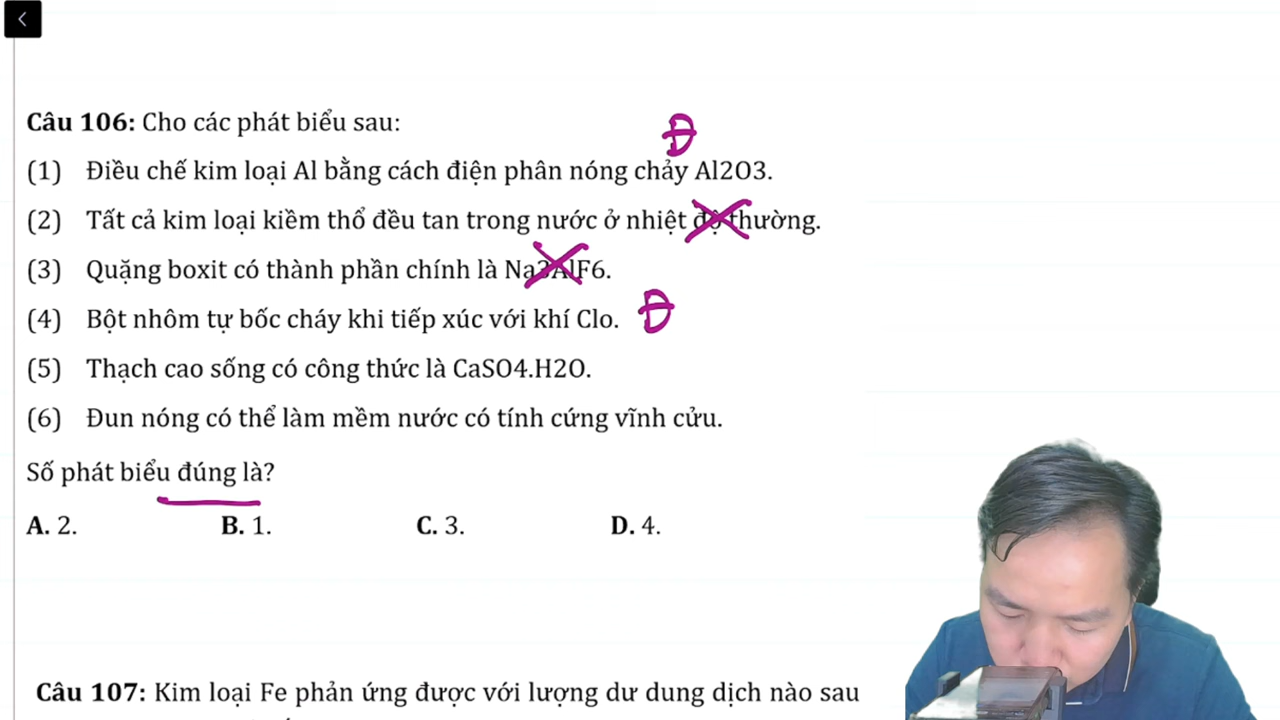 Câu 106: Cho các phát biểu sau:
Đ
(1) Điều chế kim loại Al bằng cách điện phân nóng chảy Al2O3.
(2) Tất cả kim loại kiềm thổ đều tan trong nước ở nhiệt độ thường.
(3) Quặng boxit có thành phần chính là Na3AlF6.
(4) Bột nhôm tự bốc cháy khi tiếp xúc với khí Clo. Đ
(5) Thạch cao sống có công thức là CaSO4.H2O.
(6) Đun nóng có thể làm mềm nước có tính cứng vĩnh cửu.
Số phát biểu đúng là?
A. 2. B. 1. C. 3. D. 4.
Câu 107: Kim loại Fe phản ứng được với lượng dư dung dịch nào sau